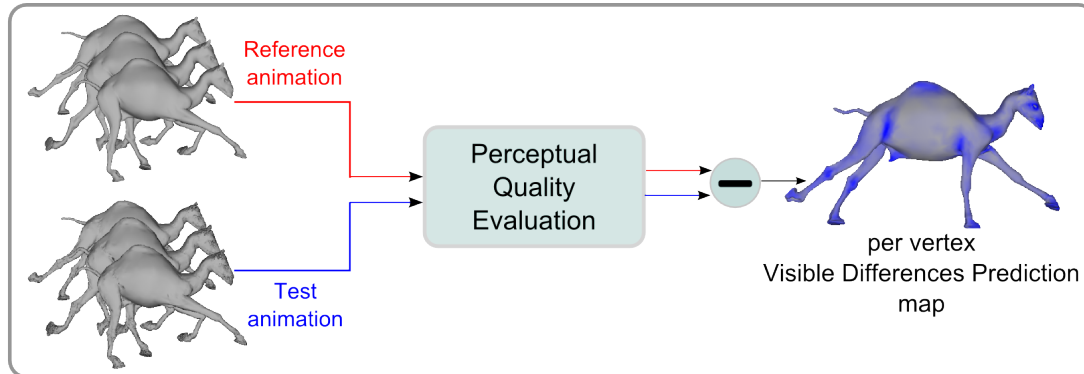 Reference
animation
Perceptual
Quality
Evaluation
Test
animation
per vertex
Visible Differences Prediction
map